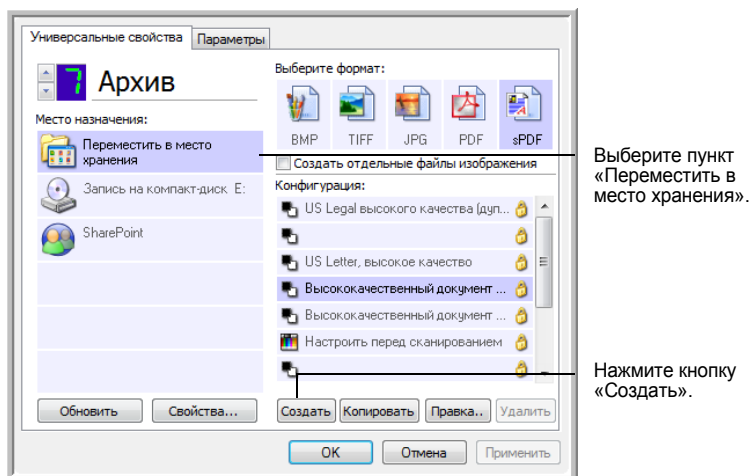 Универсальные свойства
Параметры
7
Архив
Место назначения:
Переместить в место
хранения
Запись на компакт-диск E:
SharePoint
Обновить
Свойства...
Выберите формат:
BMP
TIFF
JPG
PDF
sPDF
Создать отдельные файлы изображения
Конфигурация:
US Legal высокого качества (дуп...
US Letter, высокое качество
Высококачественный документ ...
Высококачественный документ ...
Настроить перед сканированием
Создать
Копировать
Правка..
Удалить
OK
Отмена
Применить
Выберите пункт
«Переместить в
место хранения».
Нажмите кнопку
«Создать».